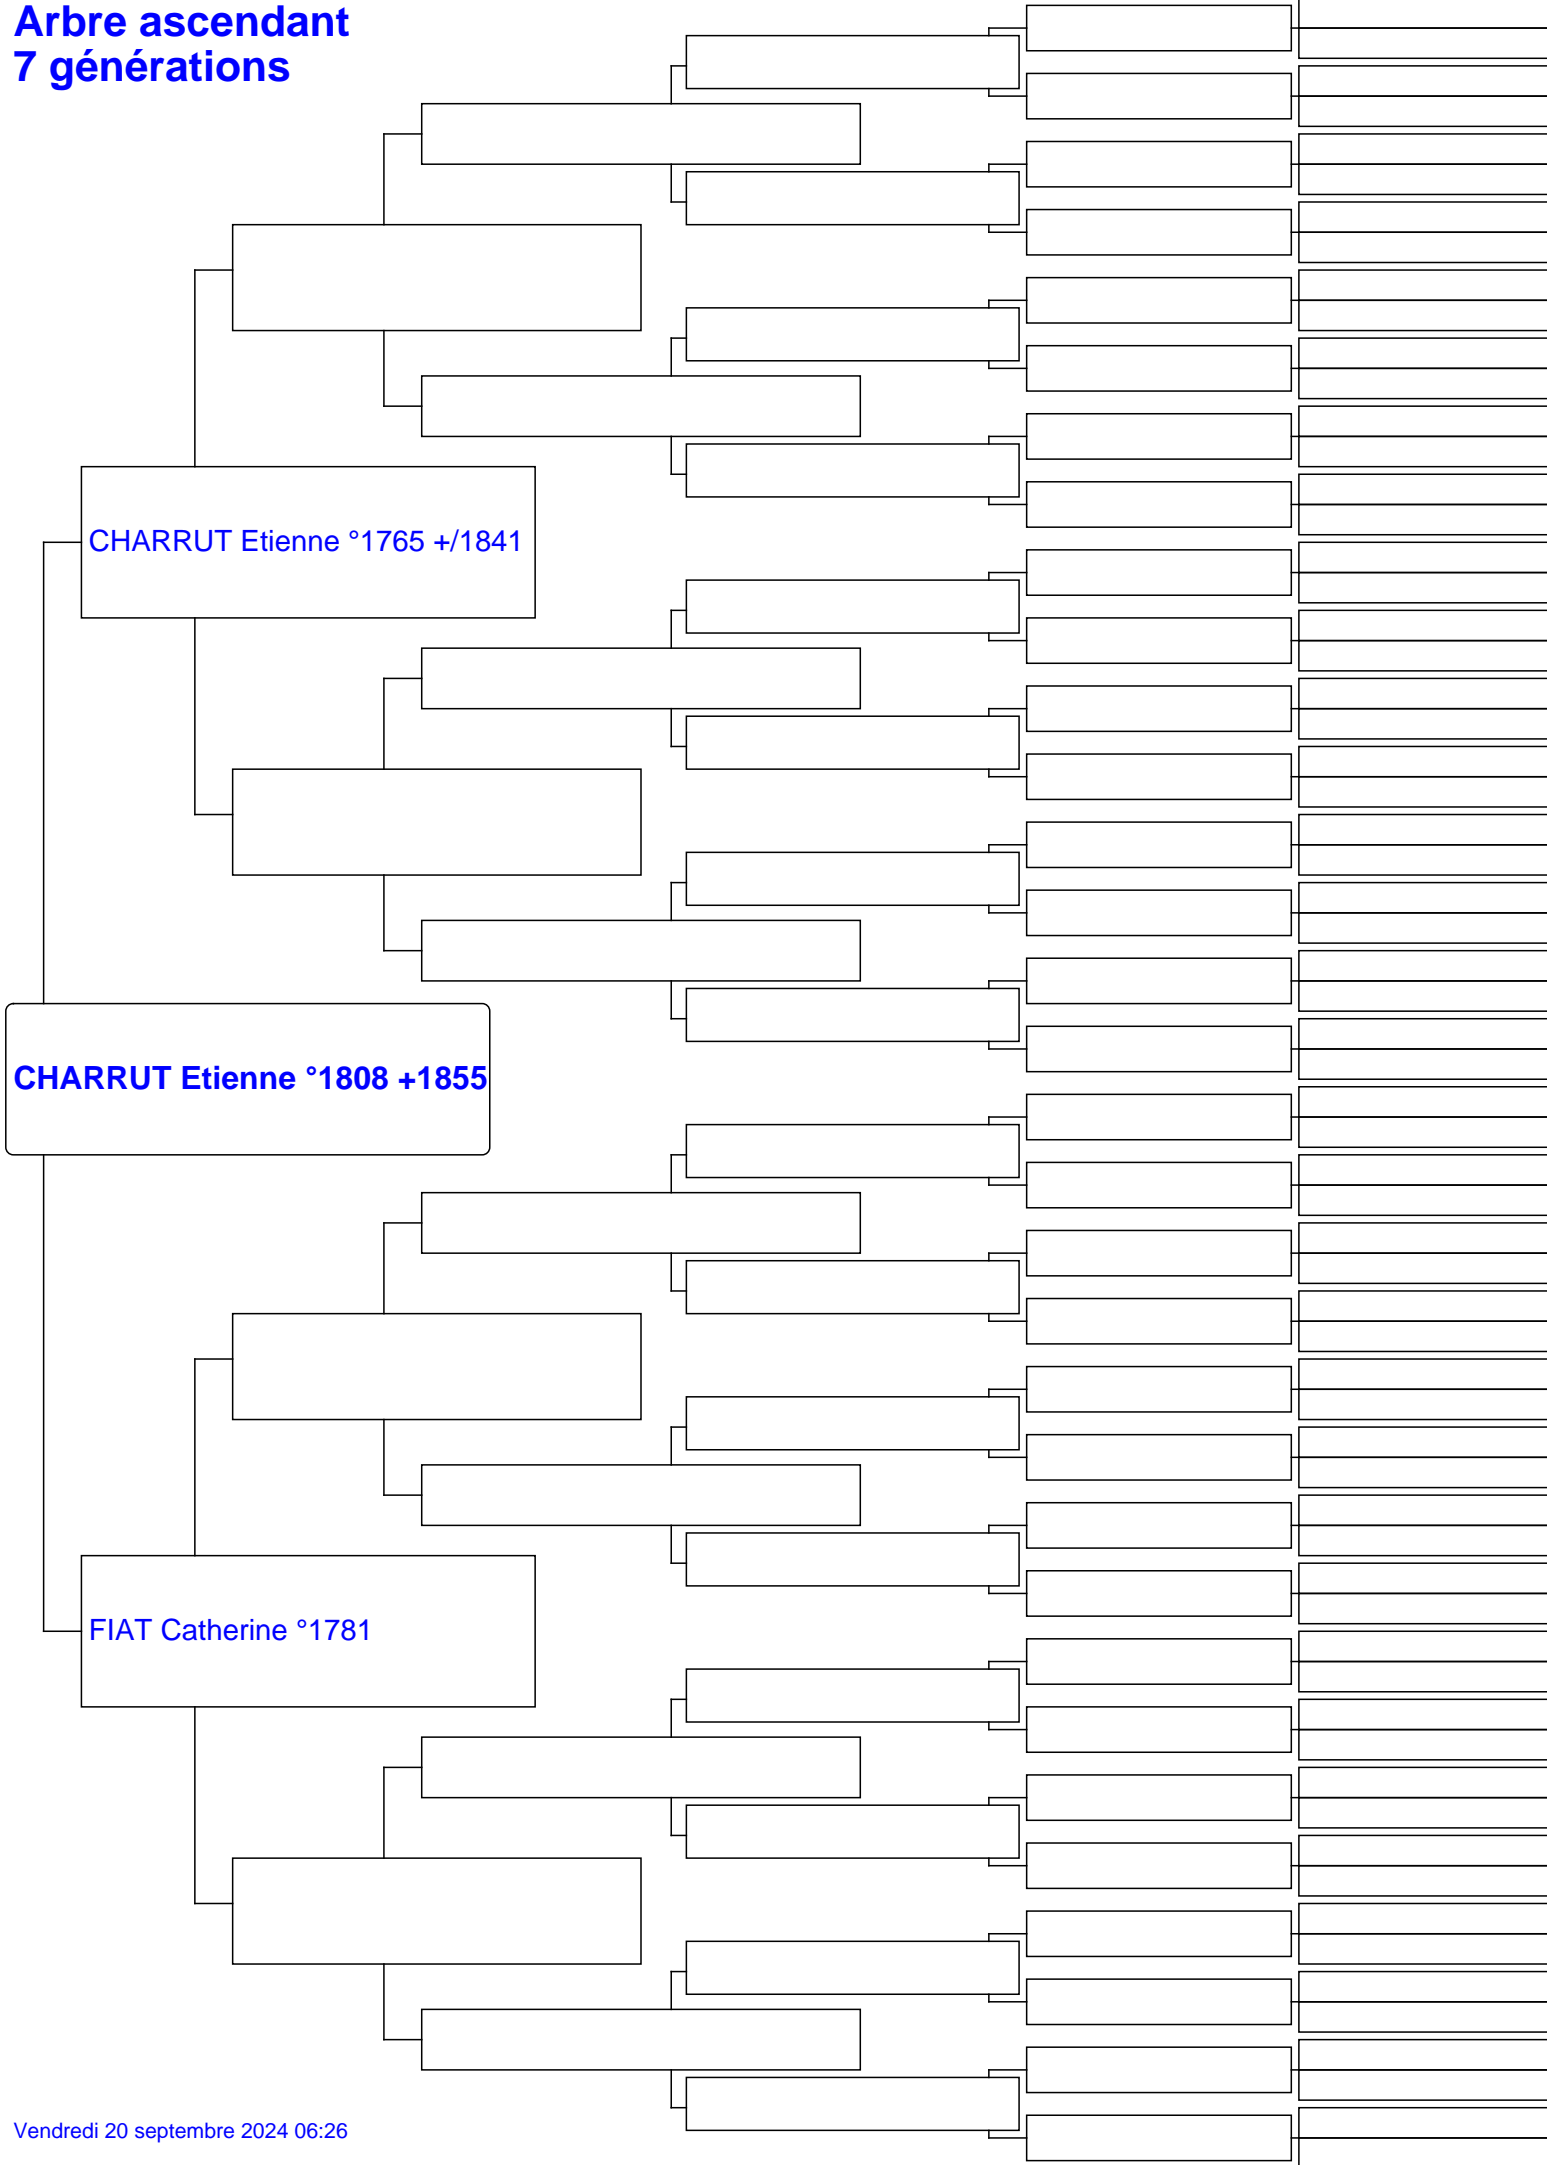 Arbre ascendant
7 générations
CHARRUT Etienne °1765 +/1841
CHARRUT Etienne °1808 +1855
FIAT Catherine °1781
Vendredi 20 septembre 2024 06:26